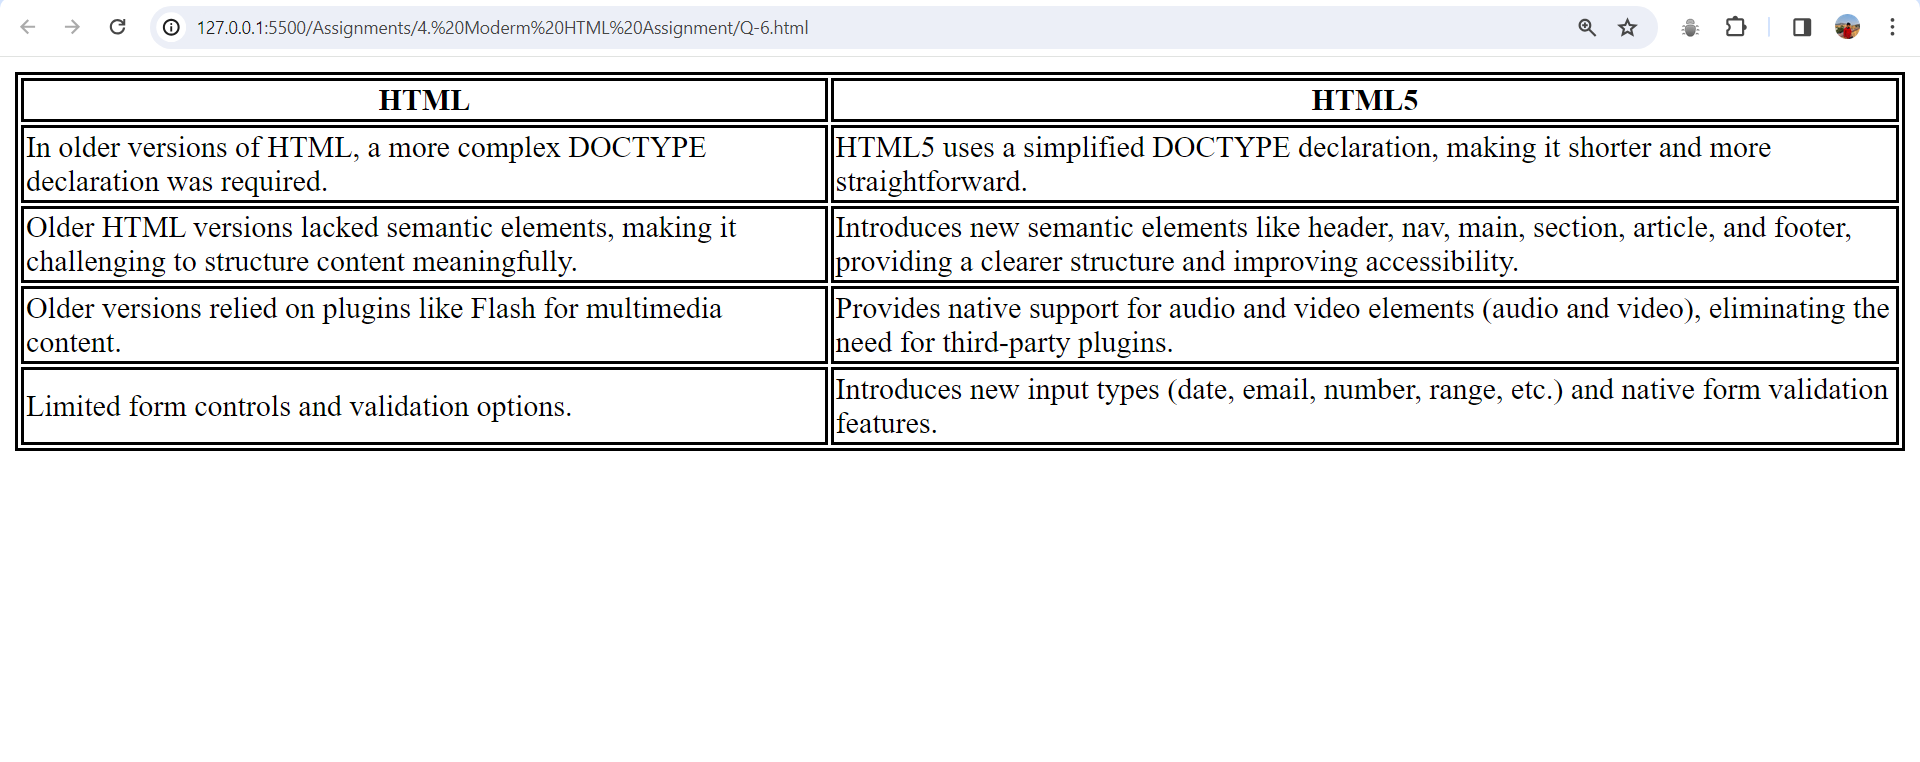 127.0.0.1:5500/Assignments/4.%20Moderm%20HTML%20Assignment/Q-6.html
HTML
HTML5
In older versions of HTML, a more complex DOCTYPE
declaration was required.
HTML5 uses a simplified DOCTYPE declaration, making it shorter and more
straightforward.
Older HTML versions lacked semantic elements, making it
challenging to structure content meaningfully.
Introduces new semantic elements like header, nav, main, section, article, and footer,
providing a clearer structure and improving accessibility.
Older versions relied on plugins like Flash for multimedia
content.
Provides native support for audio and video elements (audio and video), eliminating the
need for third-party plugins.
Limited form controls and validation options.
Introduces new input types (date, email, number, range, etc.) and native form validation
features.